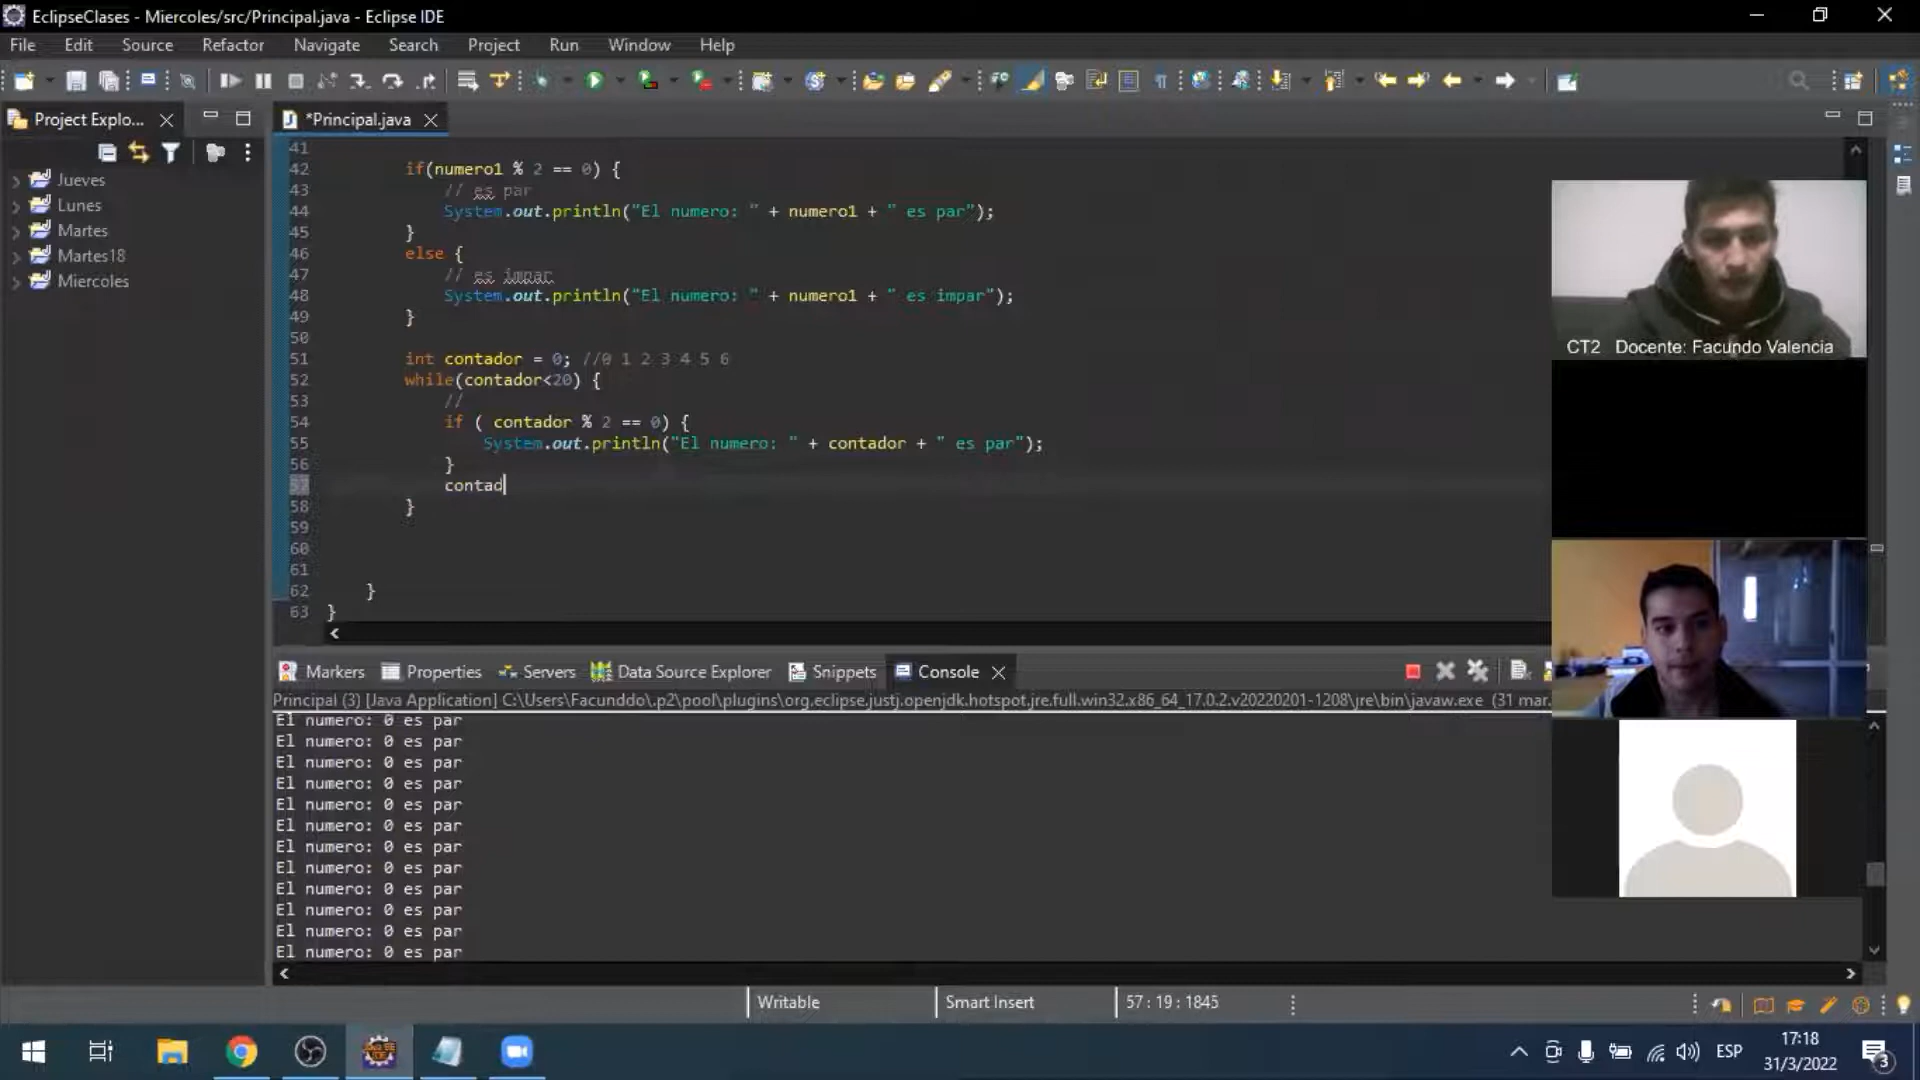 EclipseClases - Miercoles/src/Principal.java - Eclipse IDE
File Edit Source Refactor Navigate Search Project Run Window Help
Project Explo...
*Principal.java
Jueves
Lunes
Martes
Martes18
Miercoles
41
42 if(numero1 % 2 == 0) {
43 // es par
44 System.out.println("El numero: " + numero1 + " es par");
45 }
46 else {
47 // es impar
48 System.out.println("El numero: " + numero1 + " es impar");
49 }
50
51 int contador = 0; //0 1 2 3 4 5 6
52 while(contador<20) {
53 //
54 if ( contador % 2 == 0) {
55 System.out.println("El numero: " + contador + " es par");
56 }
57 contad
58 }
59
60
61
62 }
63 }
CT2 Docente: Facundo Valencia
Markers Properties Servers Data Source Explorer Snippets Console
Principal (3) [Java Application] C:\Users\Facunddo\.p2\pool\plugins\org.eclipse.justj.openjdk.hotspot.jre.full.win32.x86_64_17.0.2.v20220201-1208\jre\bin\javaw.exe (31 mar.
El numero: 0 es par
El numero: 0 es par
El numero: 0 es par
El numero: 0 es par
El numero: 0 es par
El numero: 0 es par
El numero: 0 es par
El numero: 0 es par
El numero: 0 es par
El numero: 0 es par
El numero: 0 es par
El numero: 0 es par
Writable
Smart Insert
57 : 19 : 1845
ESP
17:18
31/3/2022
3